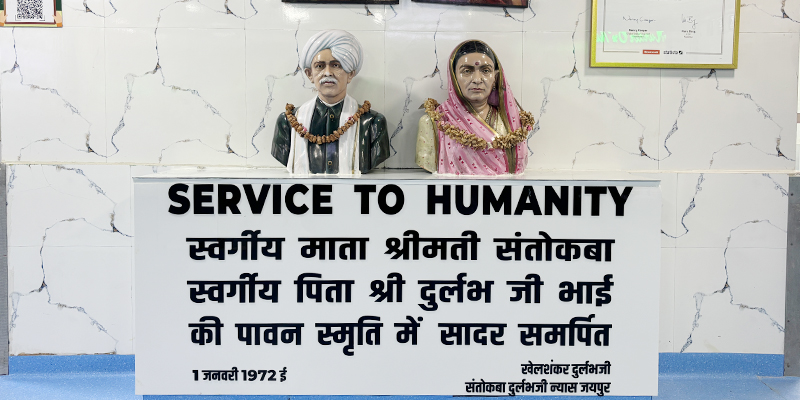 SERVICE TO HUMANITY
स्वर्गीय माता श्रीमती संतोकबा
स्वर्गीय पिता श्री दुर्लभ जी भाई
की पावन स्मृति में सादर समर्पित
1 जनवरी 1972 ई
खेलशंकर दुर्लभजी
संतोकबा दुर्लभजी न्यास जयपुर